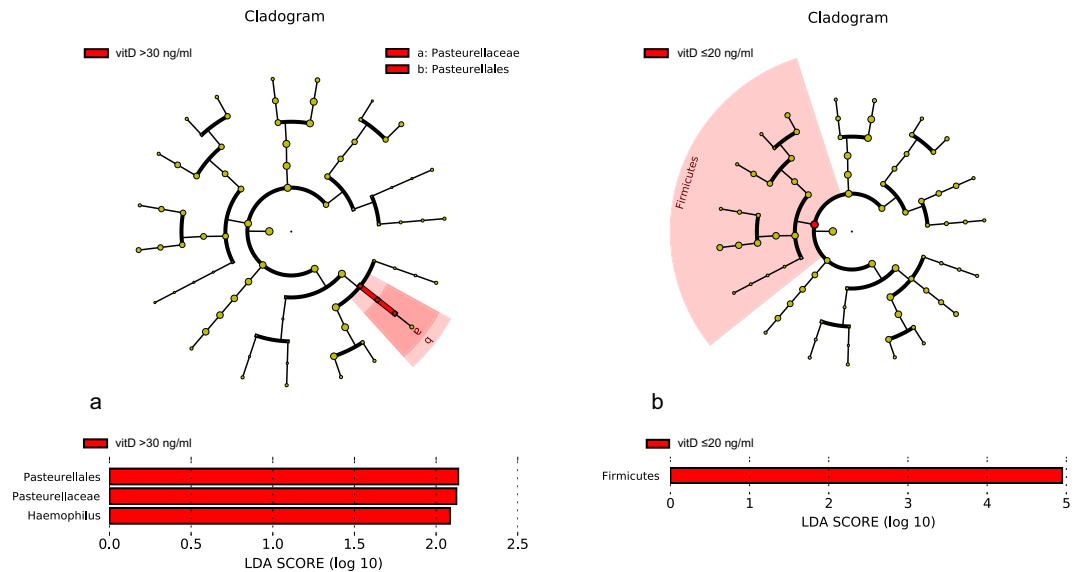 Cladogram
vitD >30 ng/ml
a: Pasteurellaceae
b: Pasteurellales
a
b
a
vitD >30 ng/ml
Pasteurellales
Pasteurellaceae
Haemophilus
0.0 0.5 1.0 1.5 2.0 2.5
LDA SCORE (log 10)
Cladogram
vitD ≤20 ng/ml
Firmicutes
b
vitD ≤20 ng/ml
Firmicutes
0 1 2 3 4 5
LDA SCORE (log 10)